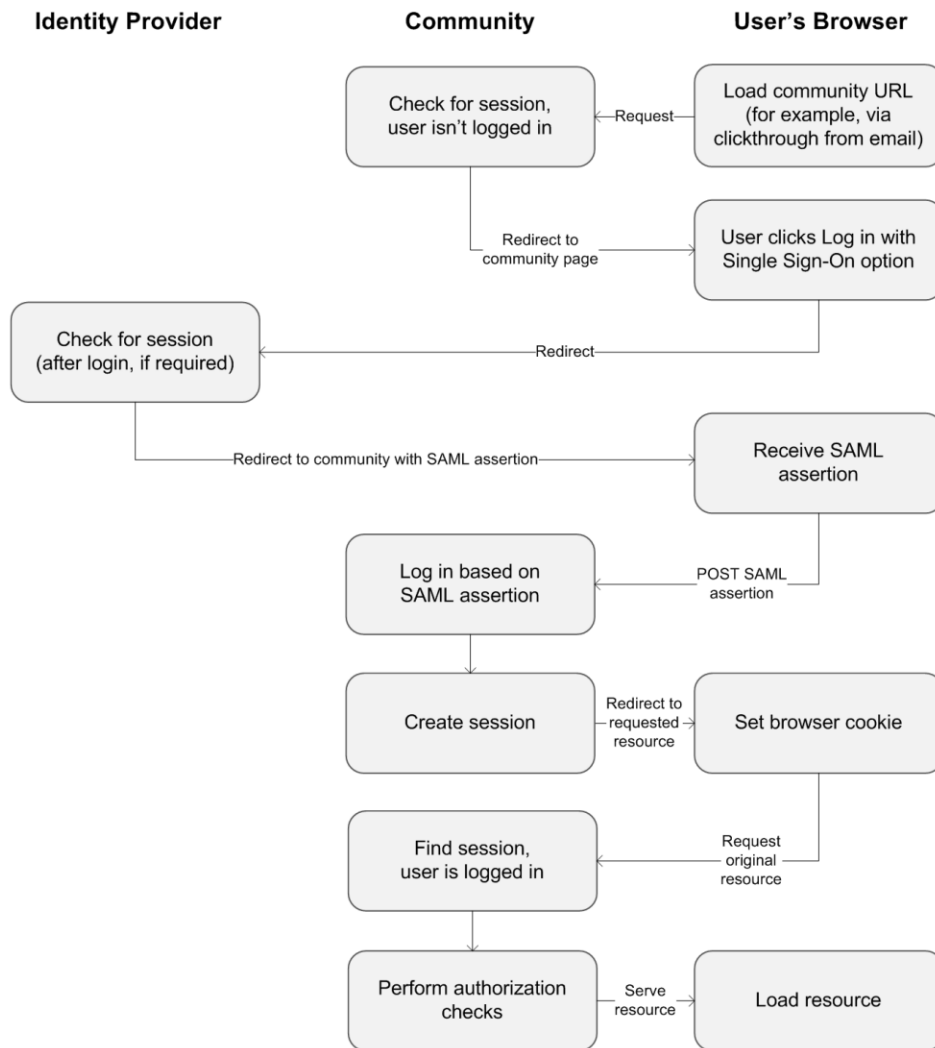 Identity Provider
Community
User's Browser
Check for session,
user isn't logged in
Request
Load community URL
(for example, via
clickthrough from email)
Redirect to
community page
User clicks Log in with
Single Sign-On option
Check for session
(after login, if required)
Redirect
Redirect to community with SAML assertion
Receive SAML
assertion
Log in based on
SAML assertion
POST SAML
assertion
Create session
Redirect to
requested
resource
Set browser cookie
Find session,
user is logged in
Request
original
resource
Perform authorization
checks
Serve
resource
Load resource